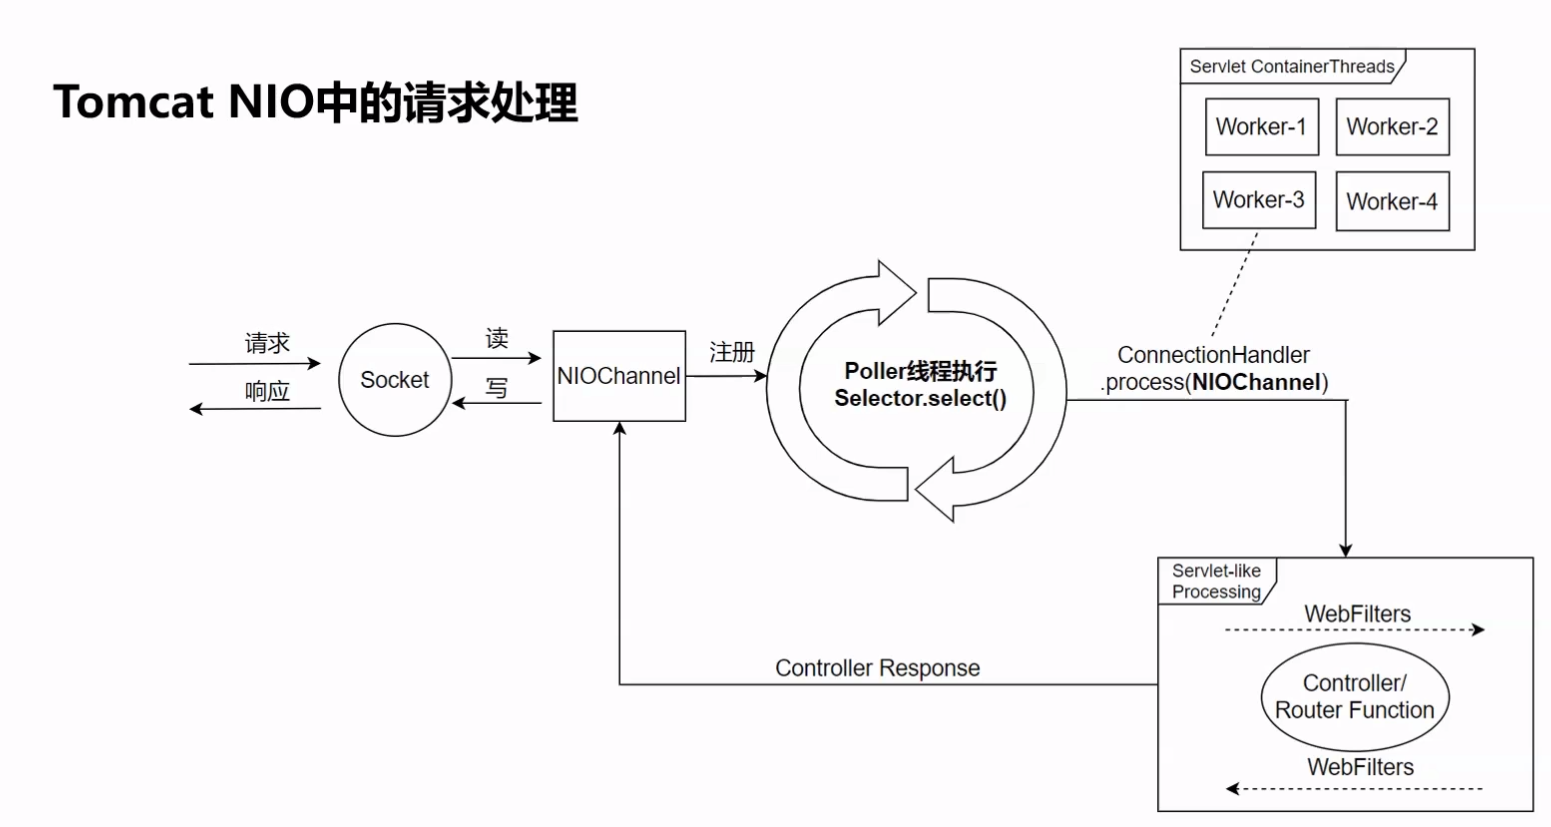 Tomcat NIO中的请求处理
Servlet ContainerThreads
Worker-1
Worker-2
Worker-3
Worker-4
请求
响应
Socket
读
写
NIOChannel
注册
Poller线程执行
Selector.select()
ConnectionHandler
.process(NIOChannel)
Servlet-like
Processing
WebFilters
Controller/
Router Function
WebFilters
Controller Response